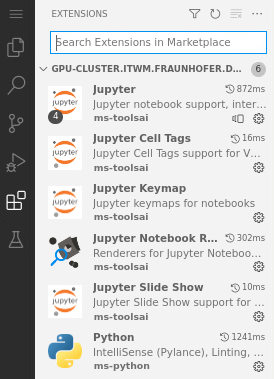 EXTENSIONS
Search Extensions in Marketplace
GPU-CLUSTER.ITWM.FRAUNHOFER.D... 6
Jupyter 872ms
Jupyter notebook support, inter...
ms-toolsai
4
Jupyter Cell Tags 16ms
Jupyter Cell Tags support for V...
ms-toolsai
Jupyter Keymap
Jupyter keymaps for notebooks
ms-toolsai
Jupyter Notebook R... 302ms
Renderers for Jupyter Noteboo...
ms-toolsai
Jupyter Slide Show 10ms
Jupyter Slide Show support for ...
ms-toolsai
Python 1241ms
IntelliSense (Pylance), Linting, ...
ms-python
jupyter
jupyter
jupyter
jupyter